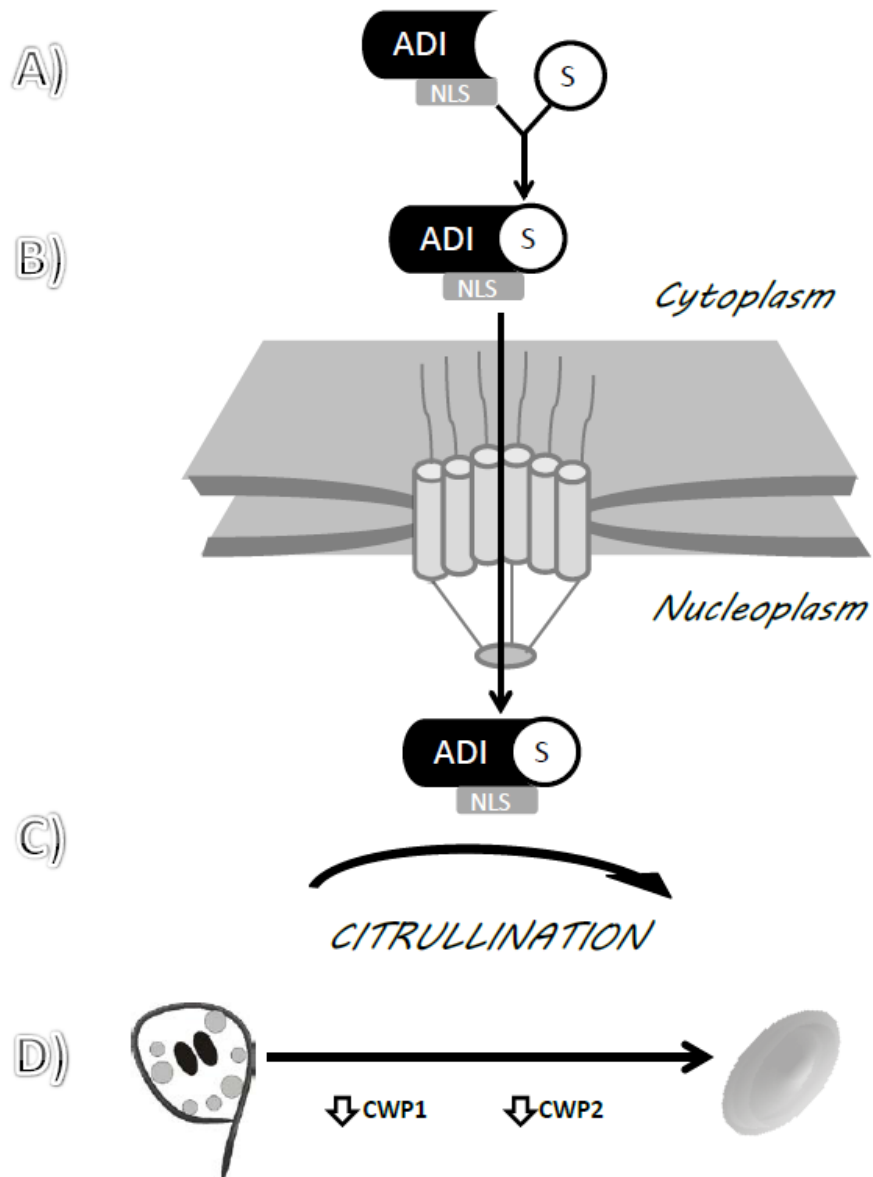 A)
ADI
S
NLS
B)
ADI
S
NLS
Cytoplasm
Nucleoplasm
ADI
S
NLS
C)
CITRULLINATION
D)
CWP1
CWP2